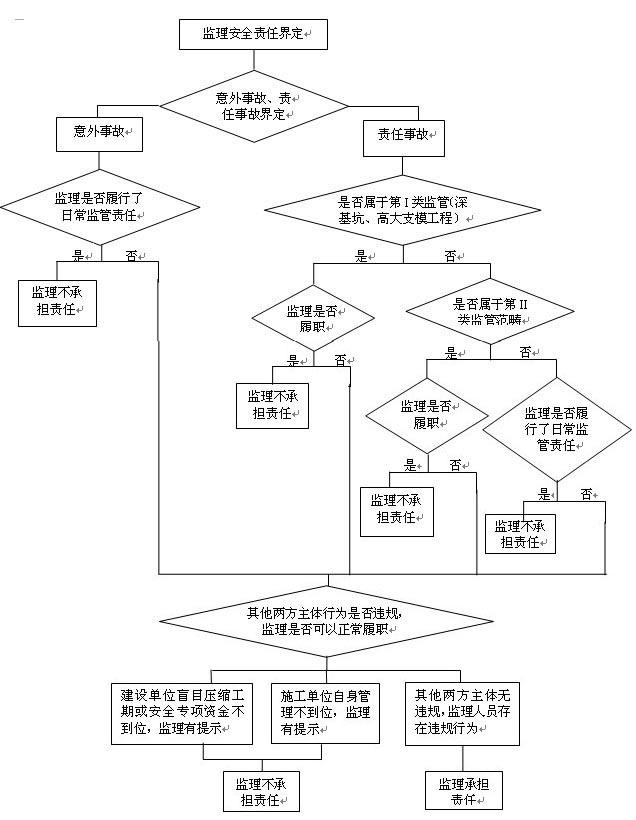 监理安全责任界定
意外事故、责
任事故界定
意外事故
责任事故
监理是否履行了
日常监管责任
是否属于第Ⅰ类监管(深
基坑、高大支模工程)
是
否
是
否
监理不承
担责任
监理是否
履职
是否属于第Ⅱ
类监管范畴
是
否
是
否
监理不承
担责任
监理是否
履职
监理是否履
行了日常监
管责任
是
否
是
否
监理不承
担责任
监理不承
担责任
其他两方主体行为是否违规,
监理是否可以正常履职
建设单位盲目压缩工
期或安全专项资金不
到位，监理有提示
施工单位自身管
理不到位，监理
有提示
其他两方主体无
违规,监理人员存
在违规行为
监理不承
担责任
监理承担
责任